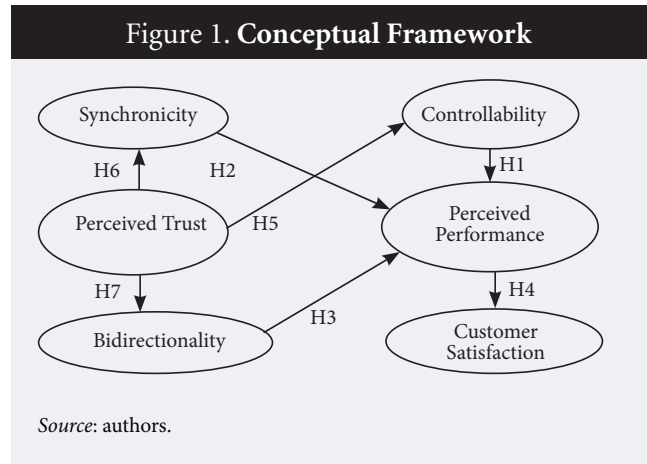 Figure 1. Conceptual Framework
Synchronicity
Controllability
H6
H2
H1
Perceived Trust
H5
Perceived
Performance
H7
H4
Bidirectionality
H3
Customer
Satisfaction
Source: authors.